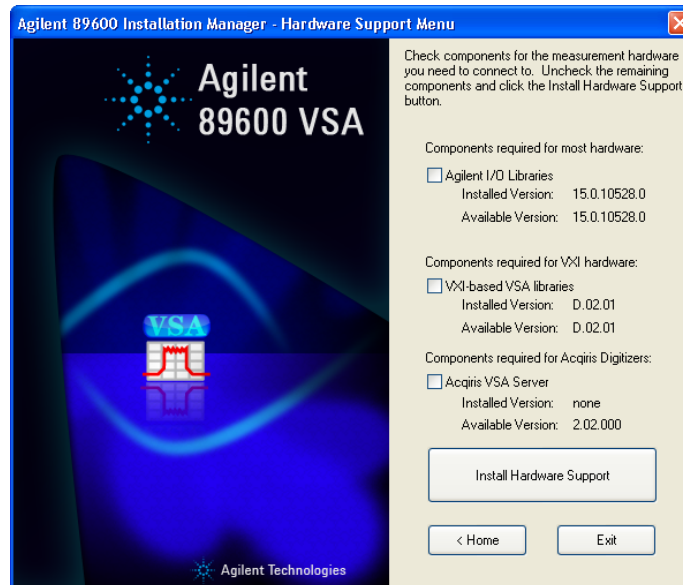 Agilent 89600 Installation Manager - Hardware Support Menu
Agilent
89600 VSA
VSA
Agilent Technologies
Check components for the measurement hardware
you need to connect to. Uncheck the remaining
components and click the Install Hardware Support
button.
Components required for most hardware:
Agilent I/O Libraries
Installed Version: 15.0.10528.0
Available Version: 15.0.10528.0
Components required for VXI hardware:
VXI-based VSA libraries
Installed Version: D.02.01
Available Version: D.02.01
Components required for Acqiris Digitizers:
Acqiris VSA Server
Installed Version: none
Available Version: 2.02.000
Install Hardware Support
< Home
Exit